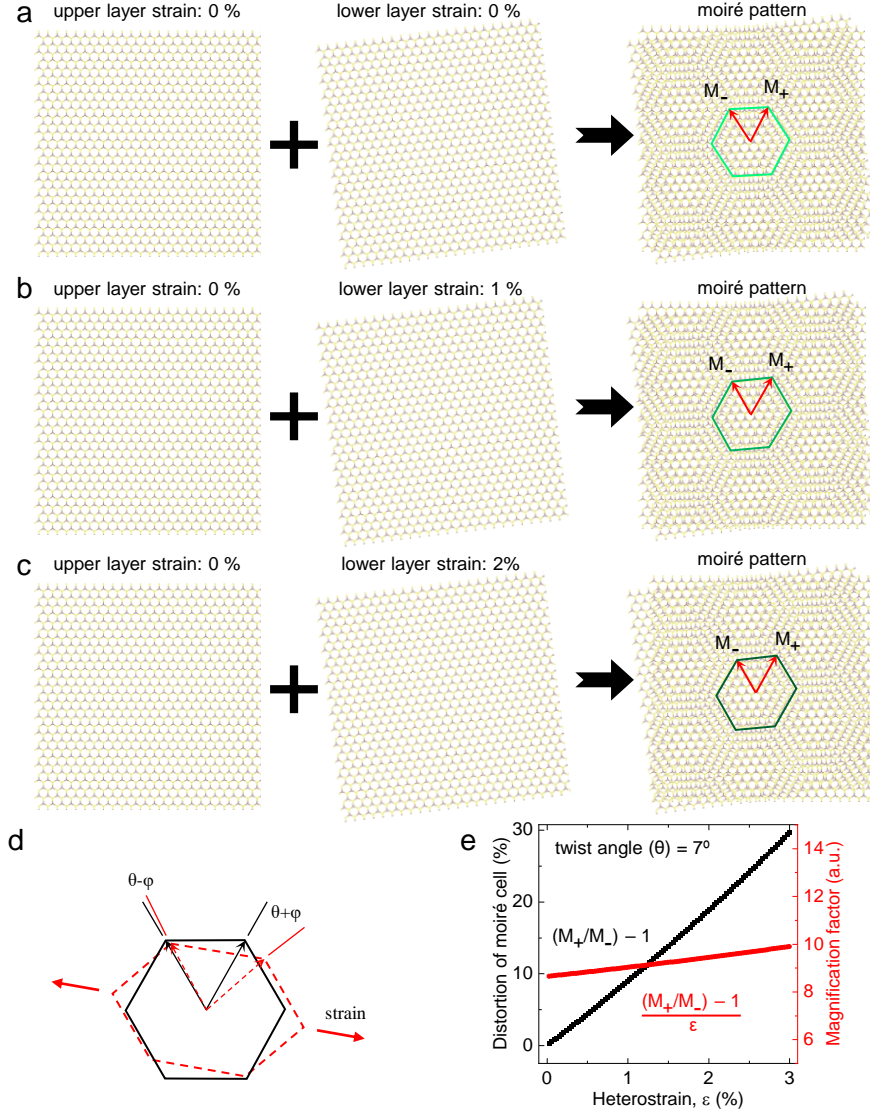 a
upper layer strain: 0 %
lower layer strain: 0 %
moiré pattern
M-
M+
b
upper layer strain: 0 %
lower layer strain: 1 %
moiré pattern
M-
M+
c
upper layer strain: 0 %
lower layer strain: 2%
moiré pattern
M-
M+
d
θ-φ
θ+φ
strain
e
twist angle (θ) = 7º
(M+/M-) − 1
(M+/M-) − 1
ε
30
20
10
0
Distortion of moiré cell (%)
14
12
10
8
6
Magnification factor (a.u.)
0 1 2 3
Heterostrain, ε (%)